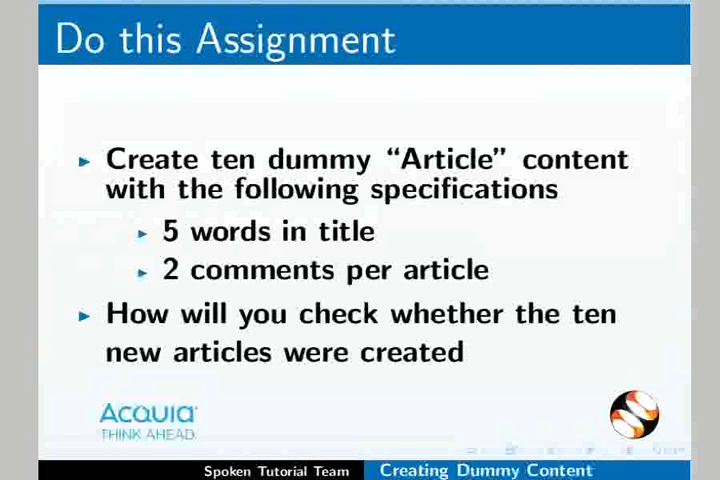 Do this Assignment
Create ten dummy “Article” content
with the following specifications
5 words in title
2 comments per article
How will you check whether the ten
new articles were created
ACQUIA
THINK AHEAD.
Spoken Tutorial Team
Creating Dummy Content